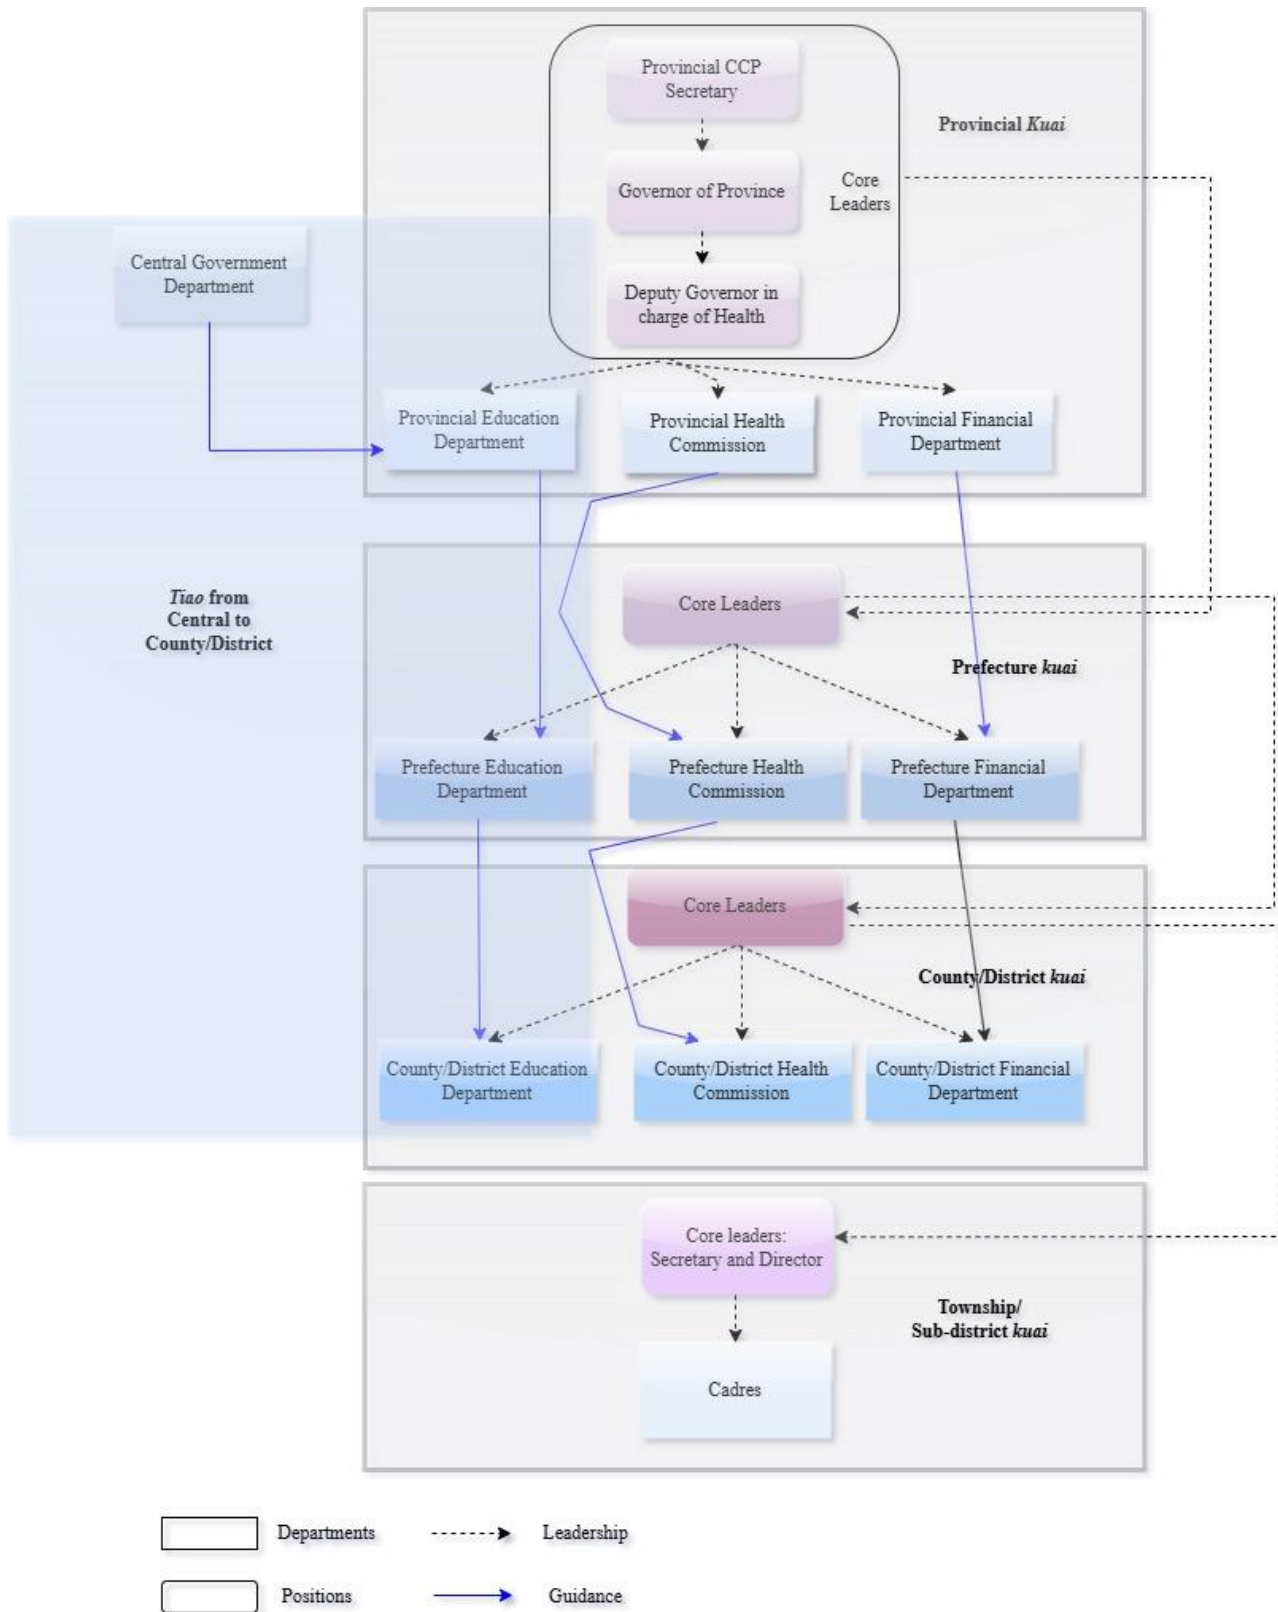 Provincial CCP
Secretary
Provincial Kuai
Governor of Province
Core
Leaders
Central Government
Department
Deputy Governor in
charge of Health
Provincial Education
Department
Provincial Health
Commission
Provincial Financial
Department
Tiao from
Central to
County/District
Core Leaders
Prefecture kuai
Prefecture Education
Department
Prefecture Health
Commission
Prefecture Financial
Department
Core Leaders
County/District kuai
County/District Education
Department
County/District Health
Commission
County/District Financial
Department
Core leaders:
Secretary and Director
Township/
Sub-district kuai
Cadres
Departments
Leadership
Positions
Guidance